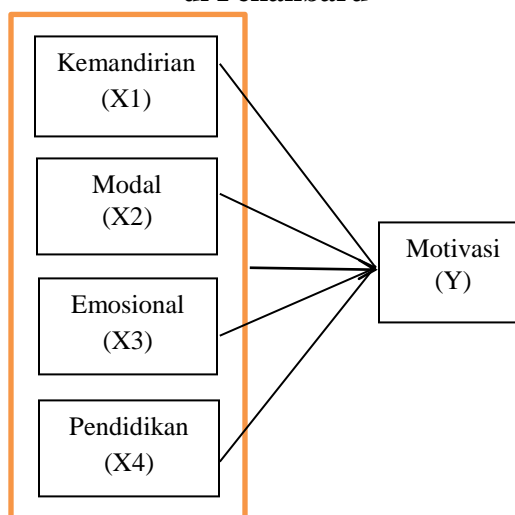 Kemandirian
(X1)
Modal
(X2)
Motivasi
(Y)
Emosional
(X3)
Pendidikan
(X4)